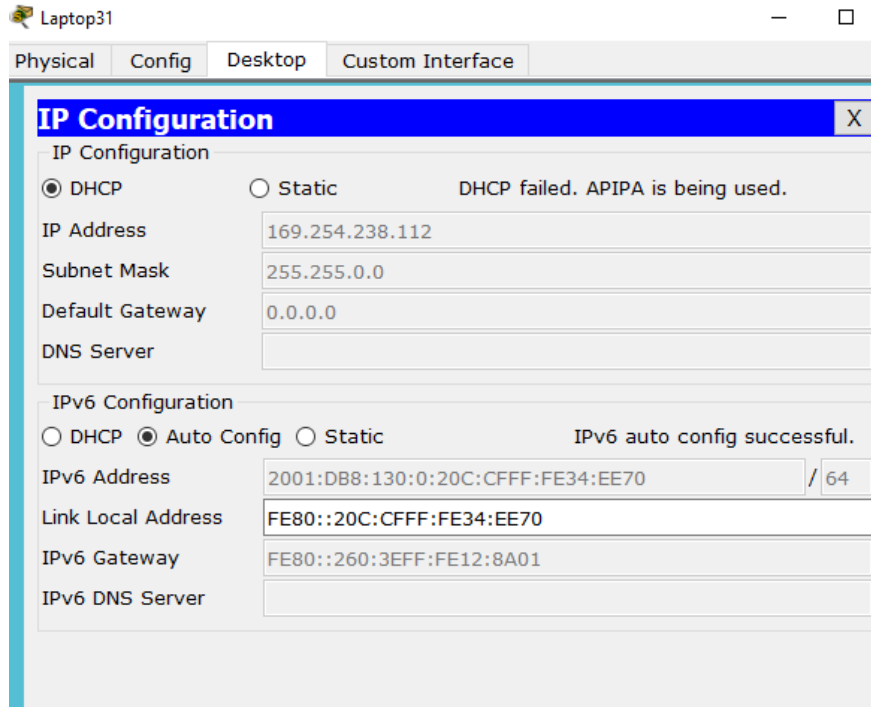 Laptop31
Physical Config Desktop Custom Interface
IP Configuration X
IP Configuration
DHCP Static DHCP failed. APIPA is being used.
IP Address 169.254.238.112
Subnet Mask 255.255.0.0
Default Gateway 0.0.0.0
DNS Server
IPv6 Configuration
DHCP Auto Config Static IPv6 auto config successful.
IPv6 Address 2001:DB8:130:0:20C:CFFF:FE34:EE70 / 64
Link Local Address FE80::20C:CFFF:FE34:EE70
IPv6 Gateway FE80::260:3EFF:FE12:8A01
IPv6 DNS Server